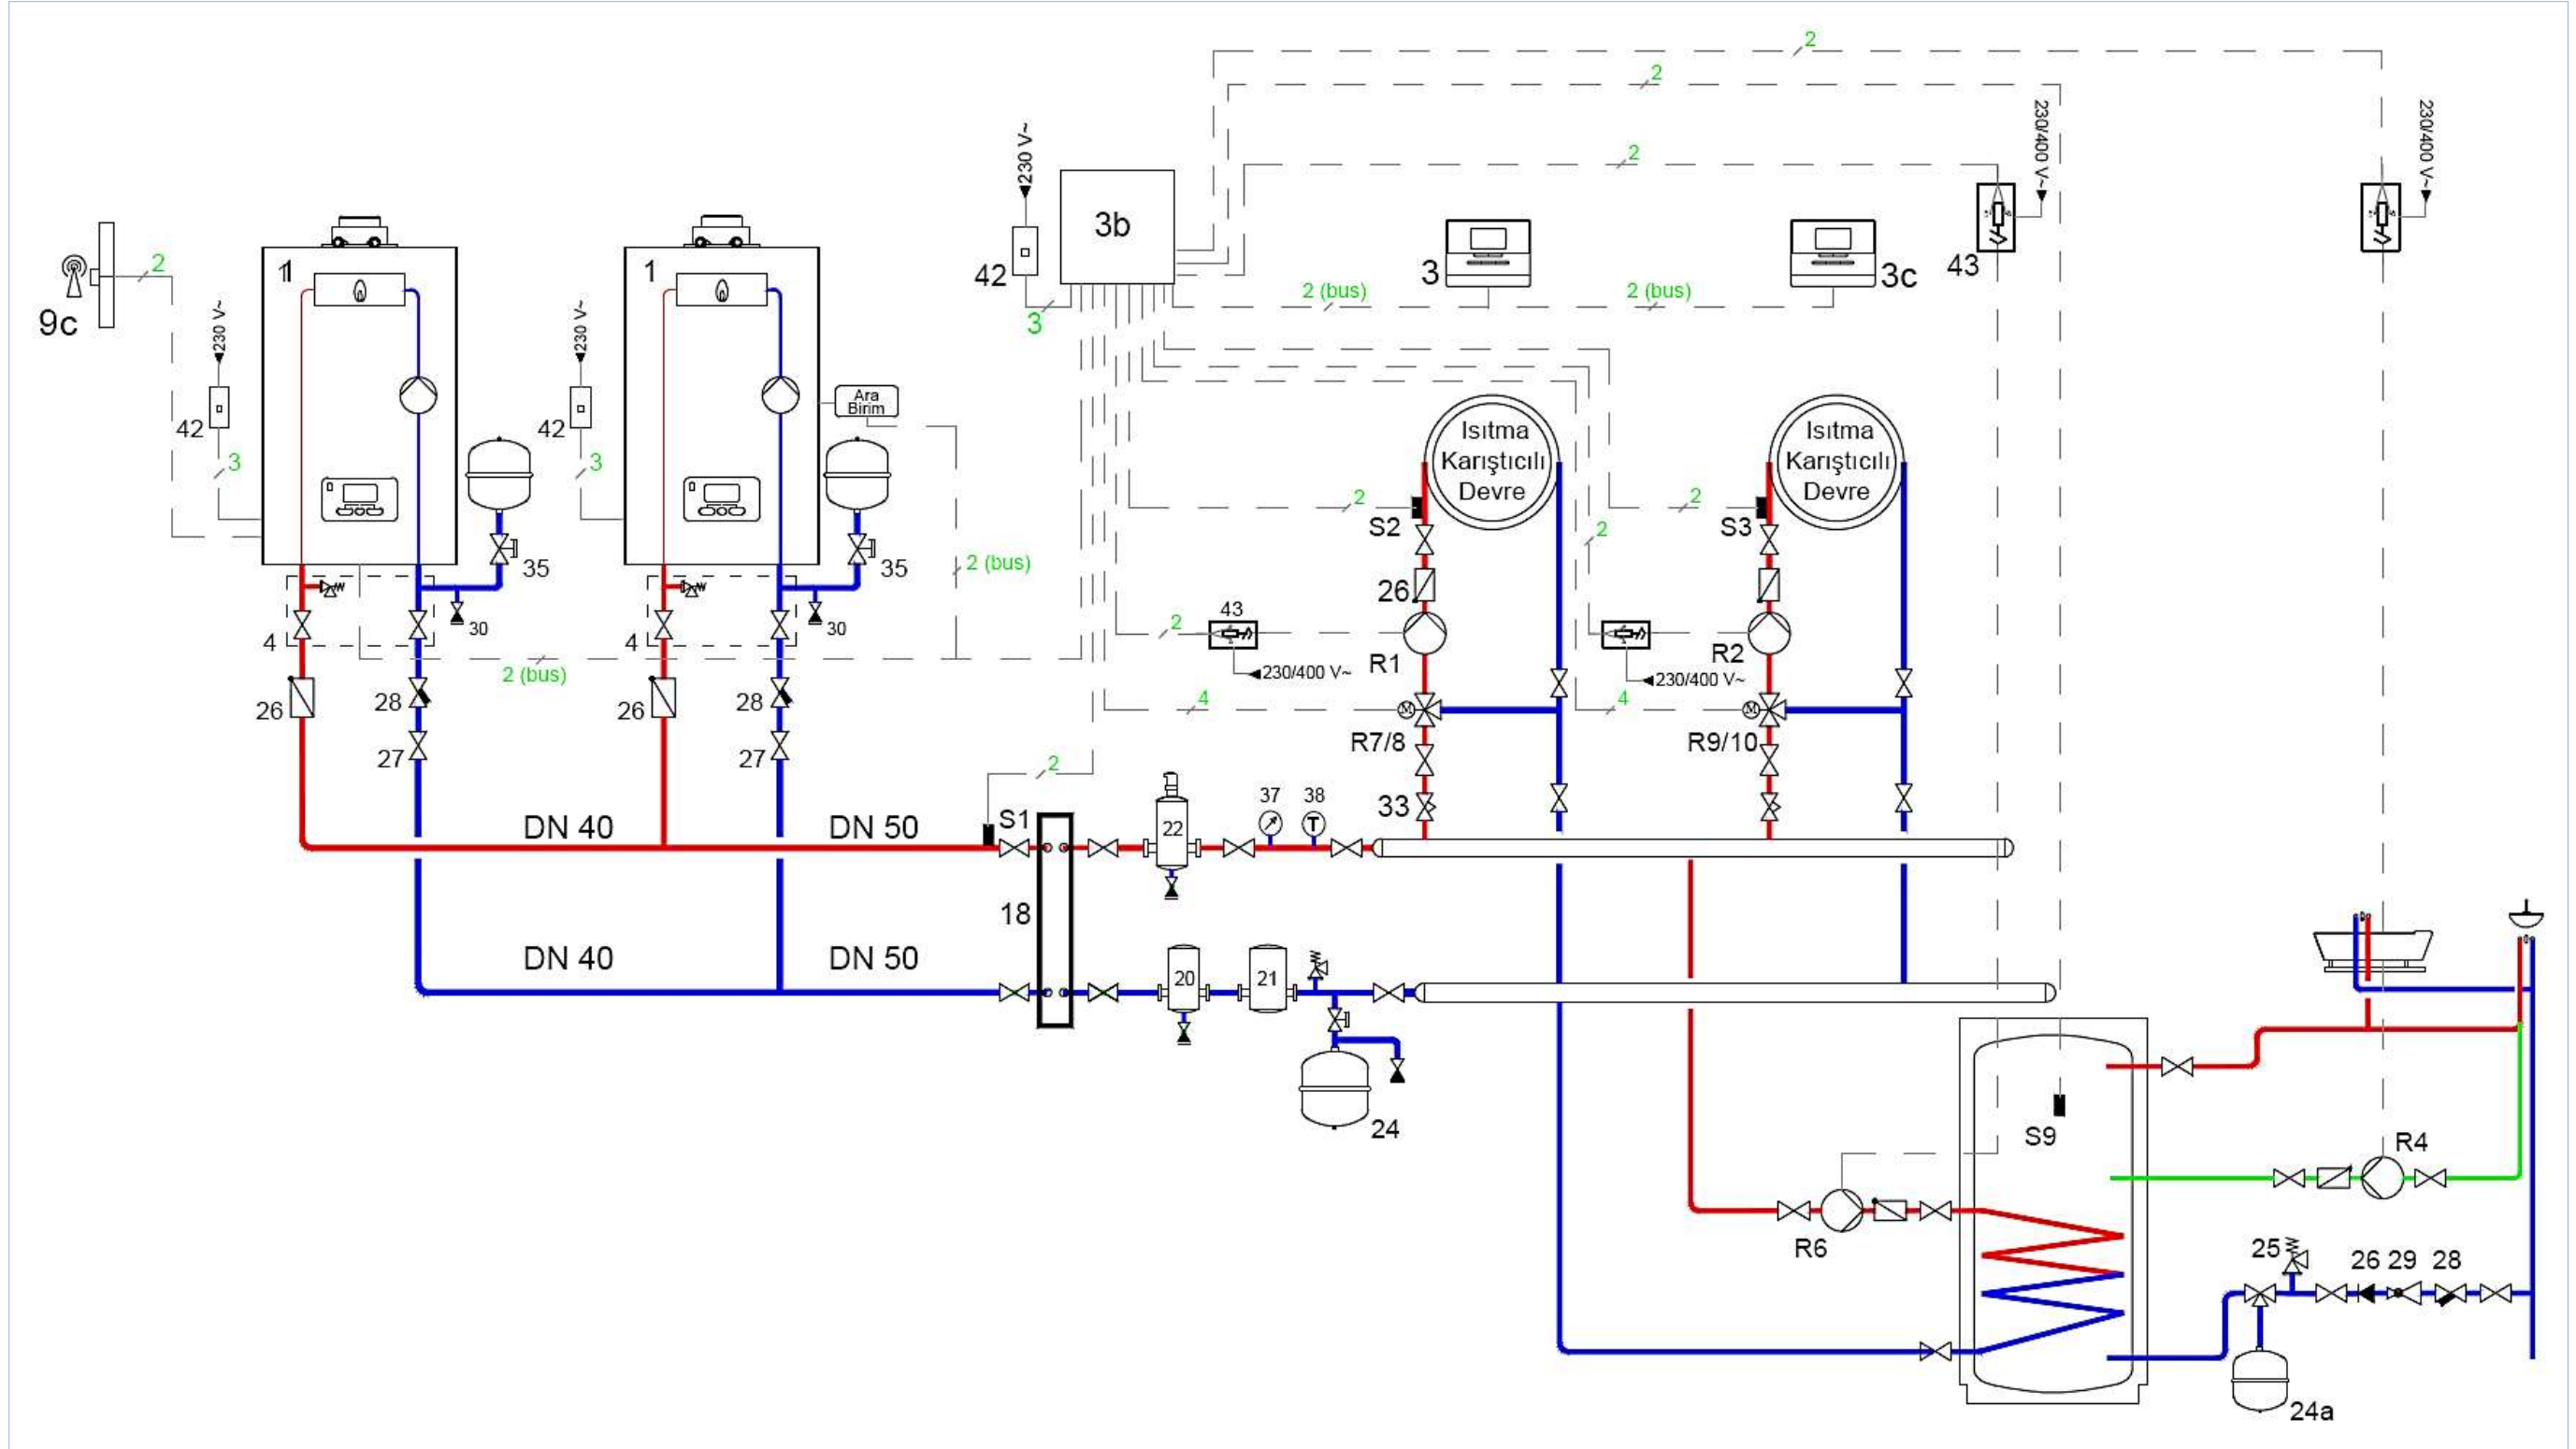 2
2
230/400 V~
230/400 V~
230 V~
2
3b
1
1
2
3
3c
43
42
2 (bus)
2 (bus)
9c
3
230 V~
230 V~
Ara
Birim
42
42
Isıtma
Karıştıcılı
Devre
Isıtma
Karıştıcılı
Devre
3
3
2
2
S2
S3
2
35
35
2 (bus)
26
43
2
30
30
4
4
R1
R2
230/400 V~
230/400 V~
2 (bus)
4
4
M
M
26
28
26
28
R7/8
R9/10
27
27
2
37
38
33
DN 40
DN 50
S1
22
T
18
DN 40
DN 50
20
21
24
S9
R4
R6
25
26
29
28
24a